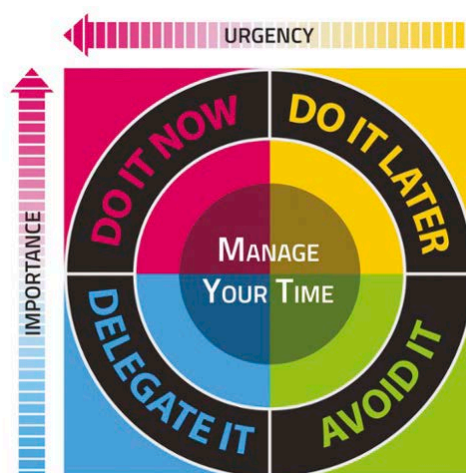 URGENCY
IMPORTANCE
DO IT NOW
DO IT LATER
MANAGE
YOUR TIME
DELEGATE IT
AVOID IT